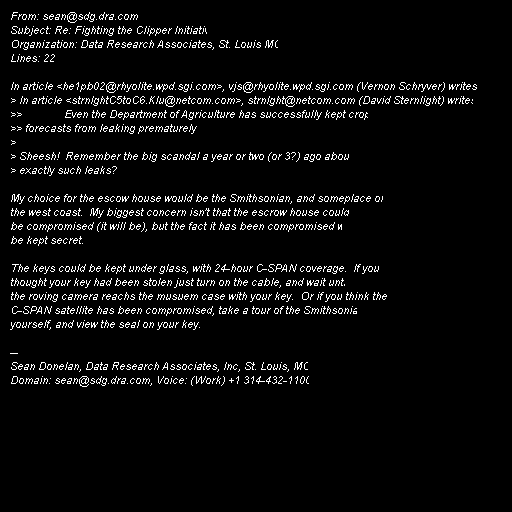 From: sean@sdg.dra.com
Subject: Re: Fighting the Clipper Initiativ
Organization: Data Research Associates, St. Louis MO
Lines: 22

In article <he1pb02@rhyolite.wpd.sgi.com>, vjs@rhyolite.wpd.sgi.com (Vernon Schryver) writes
> In article <strnlghtC5toC6.KIu@netcom.com>, strnlght@netcom.com (David Sternlight) writes
>> Even the Department of Agriculture has successfully kept crop
>> forecasts from leaking prematurely
>
> Sheesh! Remember the big scandal a year or two (or 3?) ago abou
> exactly such leaks?

My choice for the escow house would be the Smithsonian, and someplace on
the west coast. My biggest concern isn't that the escrow house could
be compromised (it will be), but the fact it has been compromised w
be kept secret.

The keys could be kept under glass, with 24-hour C-SPAN coverage. If you
thought your key had been stolen just turn on the cable, and wait unti
the roving camera reachs the musuem case with your key. Or if you think the
C-SPAN satellite has been compromised, take a tour of the Smithsonia
yourself, and view the seal on your key.

--
Sean Donelan, Data Research Associates, Inc, St. Louis, MO
Domain: sean@sdg.dra.com, Voice: (Work) +1 314-432-1100